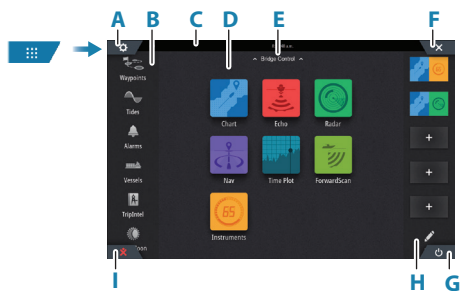 A B C D E F
Bridge Control
Waypoints
Tides
Alarms
Vessels
TripIntel
Chart Echo Radar
Nav Time Plot ForwardScan
65
Instruments
I H G